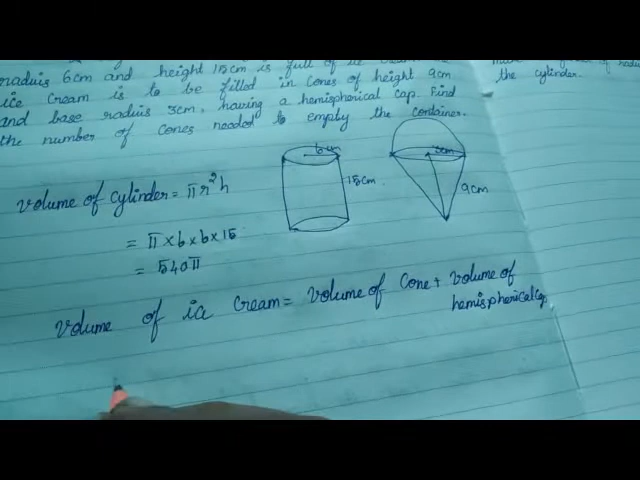 radius 6cm and height 15cm is full of ice
ice cream is to be filled in cones of height 9cm
and base radius 3cm, having a hemispherical cap. Find
the number of cones needed to empty the container.
the cylinder.
6cm
15cm
3cm
9cm
Volume of cylinder = πr²h
= π × 6 × 6 × 15
= 540π
Volume of ice cream = Volume of cone + Volume of
hemispherical cap